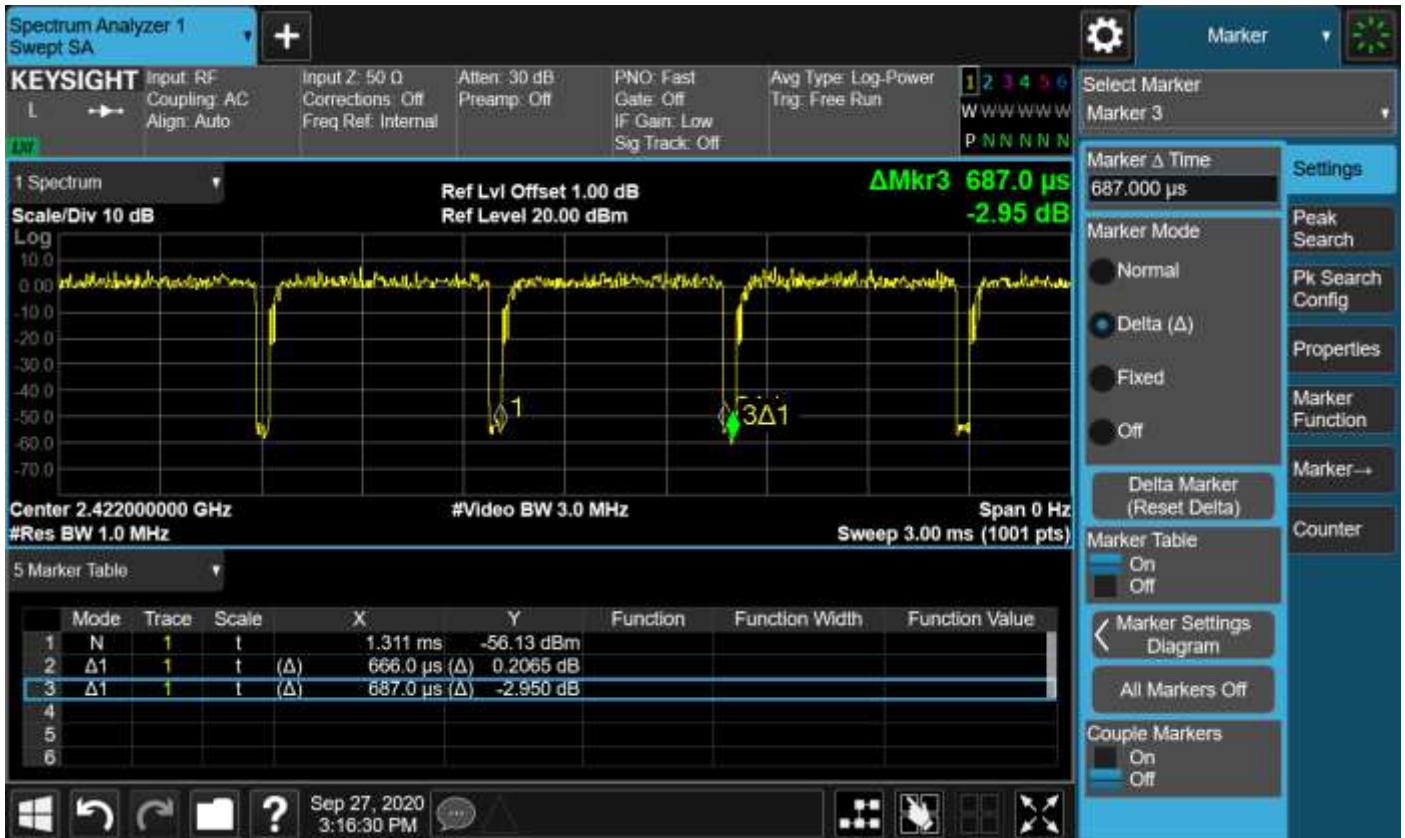 Spectrum Analyzer 1
Swept SA
+
Marker
KEYSIGHT
L
LXI
Input: RF
Coupling: AC
Align: Auto
Input Z: 50 Ω
Corrections: Off
Freq Ref: Internal
Atten: 30 dB
Preamp: Off
PNO: Fast
Gate: Off
IF Gain: Low
Sig Track: Off
Avg Type: Log-Power
Trig: Free Run
1 2 3 4 5 6
W W W W W W
P N N N N N
Select Marker
Marker 3
1 Spectrum
Scale/Div 10 dB
Ref Lvl Offset 1.00 dB
Ref Level 20.00 dBm
ΔMkr3 687.0 µs
-2.95 dB
Log
10.0
0.00
-10.0
-20.0
-30.0
-40.0
-50.0
-60.0
-70.0
1
3Δ1
Center 2.422000000 GHz
#Res BW 1.0 MHz
#Video BW 3.0 MHz
Span 0 Hz
Sweep 3.00 ms (1001 pts)
5 Marker Table
Mode Trace Scale X Y Function Function Width Function Value
1 N 1 t 1.311 ms -56.13 dBm
2 Δ1 1 t (Δ) 666.0 µs (Δ) 0.2065 dB
3 Δ1 1 t (Δ) 687.0 µs (Δ) -2.950 dB
4
5
6
Marker Δ Time
687.000 µs
Marker Mode
Normal
Delta (Δ)
Fixed
Off
Delta Marker
(Reset Delta)
Marker Table
On
Off
Marker Settings
Diagram
All Markers Off
Couple Markers
On
Off
Settings
Peak
Search
Pk Search
Config
Properties
Marker
Function
Marker→
Counter
?
Sep 27, 2020
3:16:30 PM